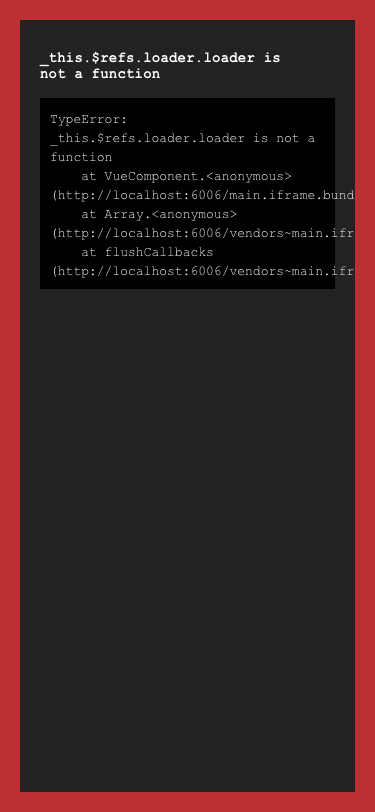 _this.$refs.loader.loader is
not a function
TypeError:
_this.$refs.loader.loader is not a
function
    at VueComponent.<anonymous>
(http://localhost:6006/main.iframe.bund
    at Array.<anonymous>
(http://localhost:6006/vendors~main.ifr
    at flushCallbacks
(http://localhost:6006/vendors~main.ifr